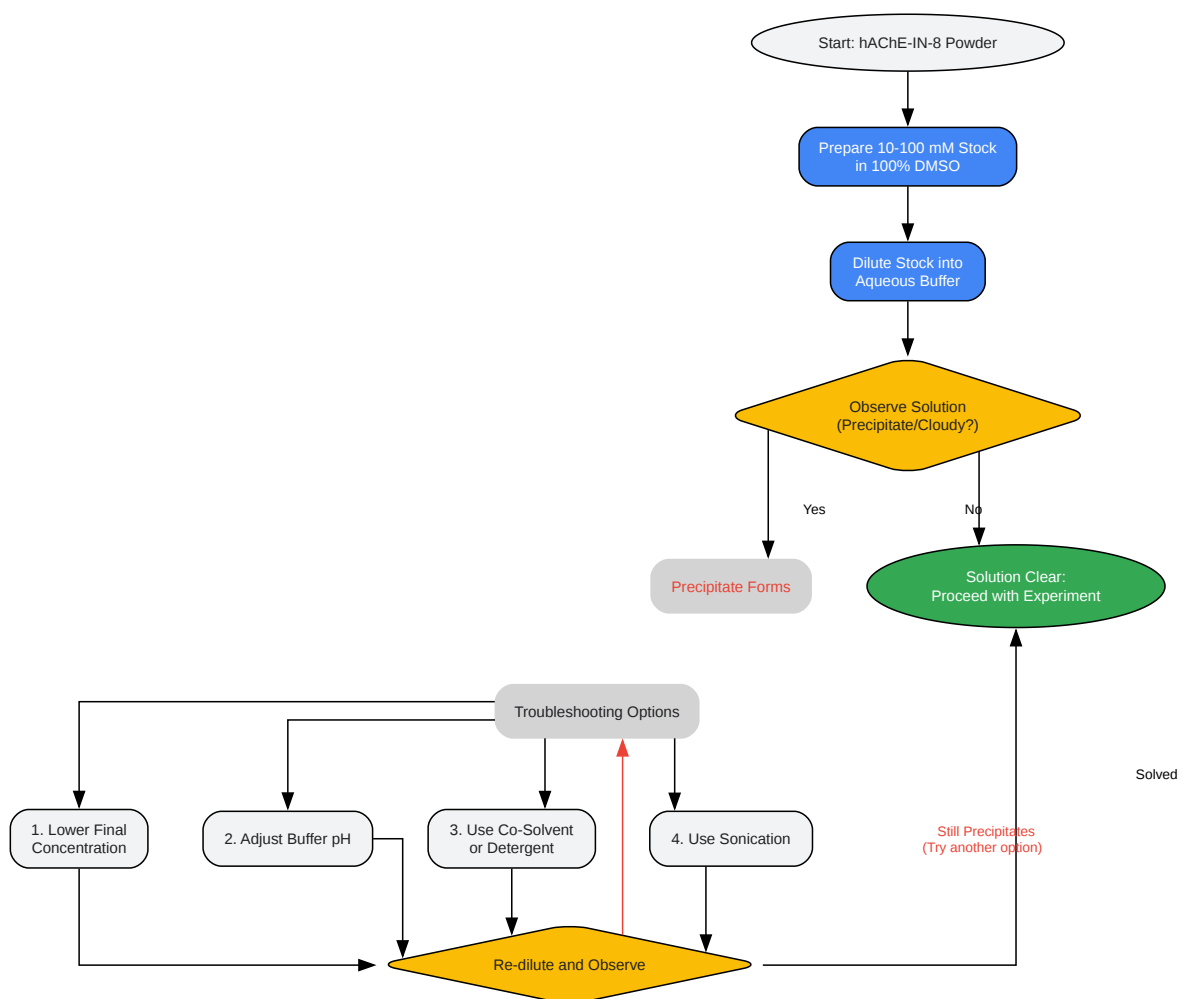 Start: hAChE-IN-8 Powder
Prepare 10-100 mM Stock
in 100% DMSO
Dilute Stock into
Aqueous Buffer
Observe Solution
(Precipitate/Cloudy?)
Yes
No
Precipitate Forms
Solution Clear:
Proceed with Experiment
Troubleshooting Options
Solved
1. Lower Final
Concentration
2. Adjust Buffer pH
3. Use Co-Solvent
or Detergent
4. Use Sonication
Still Precipitates
(Try another option)
Re-dilute and Observe